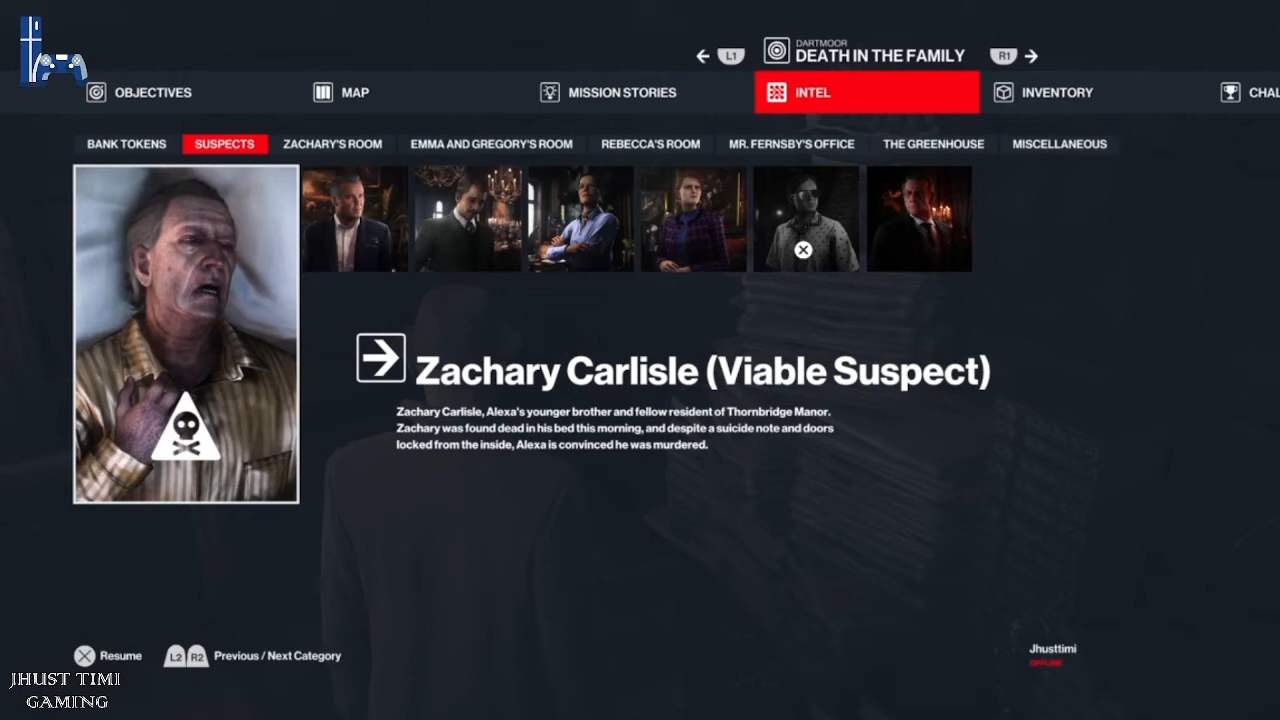 L1
DARTMOOR
DEATH IN THE FAMILY
R1
OBJECTIVES
MAP
MISSION STORIES
INTEL
INVENTORY
CHAL
BANK TOKENS
SUSPECTS
ZACHARY'S ROOM
EMMA AND GREGORY'S ROOM
REBECCA'S ROOM
MR. FERNSBY'S OFFICE
THE GREENHOUSE
MISCELLANEOUS
Zachary Carlisle (Viable Suspect)
Zachary Carlisle, Alexa's younger brother and fellow resident of Thornbridge Manor.
Zachary was found dead in his bed this morning, and despite a suicide note and doors
locked from the inside, Alexa is convinced he was murdered.
Resume
L2 R2 Previous / Next Category
Jhusttimi
OFFLINE
JHUST TIMI
GAMING